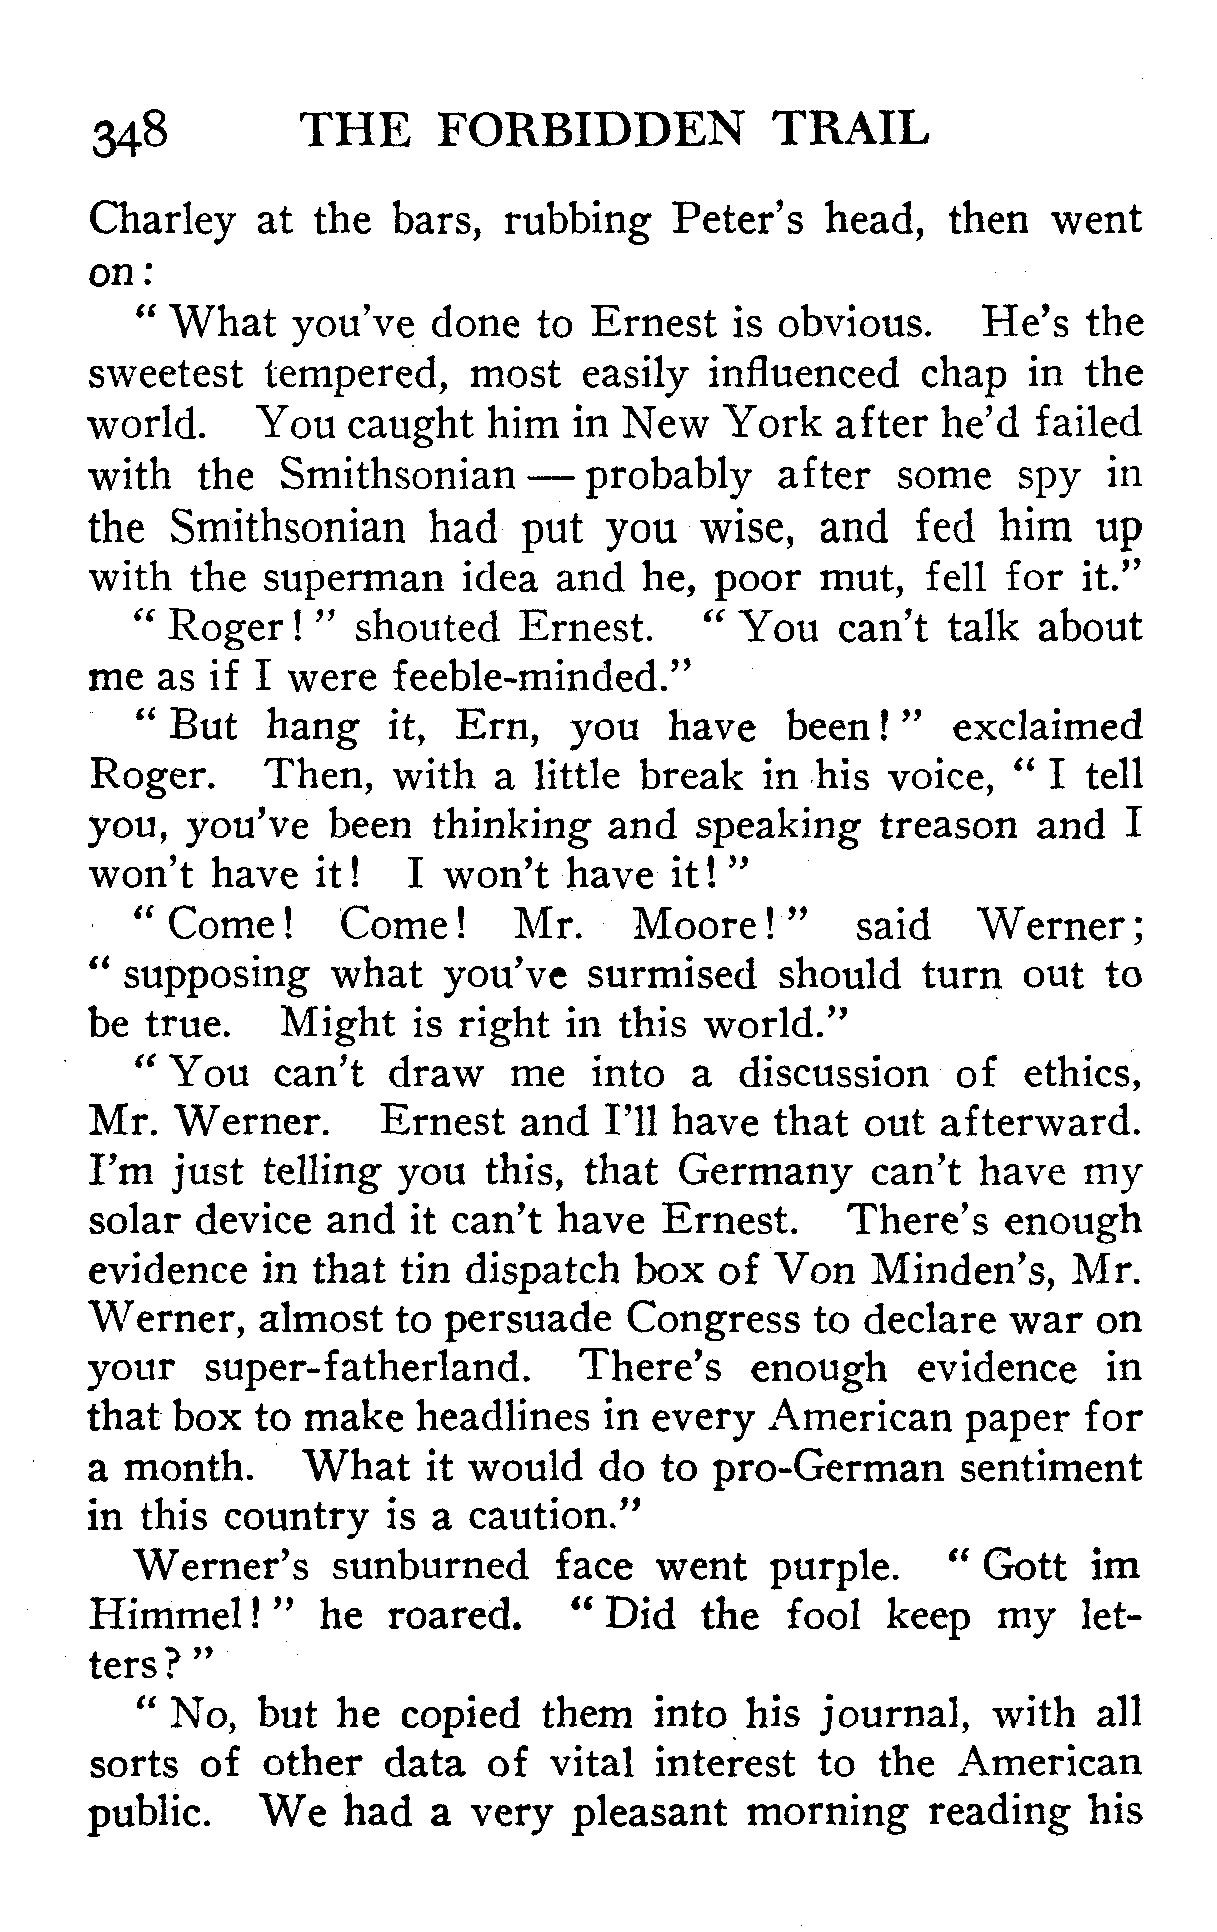 348 THE FORBIDDEN TRAIL
Charley at the bars, rubbing Peter's head, then went
on:
" What you've done to Ernest is obvious. He's the
sweetest tempered, most easily influenced chap in the
world. You caught him in New York after he'd failed
with the Smithsonian — probably after some spy in
the Smithsonian had put you wise, and fed him up
with the superman idea and he, poor mut, fell for it."
" Roger! " shouted Ernest. " You can't talk about
me as if I were feeble-minded."
" But hang it, Ern, you have been! " exclaimed
Roger. Then, with a little break in his voice, " I tell
you, you've been thinking and speaking treason and I
won't have it! I won't have it! "
" Come! Come! Mr. Moore! " said Werner;
" supposing what you've surmised should turn out to
be true. Might is right in this world."
" You can't draw me into a discussion of ethics,
Mr. Werner. Ernest and I'll have that out afterward.
I'm just telling you this, that Germany can't have my
solar device and it can't have Ernest. There's enough
evidence in that tin dispatch box of Von Minden's, Mr.
Werner, almost to persuade Congress to declare war on
your super-fatherland. There's enough evidence in
that box to make headlines in every American paper for
a month. What it would do to pro-German sentiment
in this country is a caution."
Werner's sunburned face went purple. " Gott im
Himmel! " he roared. " Did the fool keep my let-
ters? "
" No, but he copied them into his journal, with all
sorts of other data of vital interest to the American
public. We had a very pleasant morning reading his